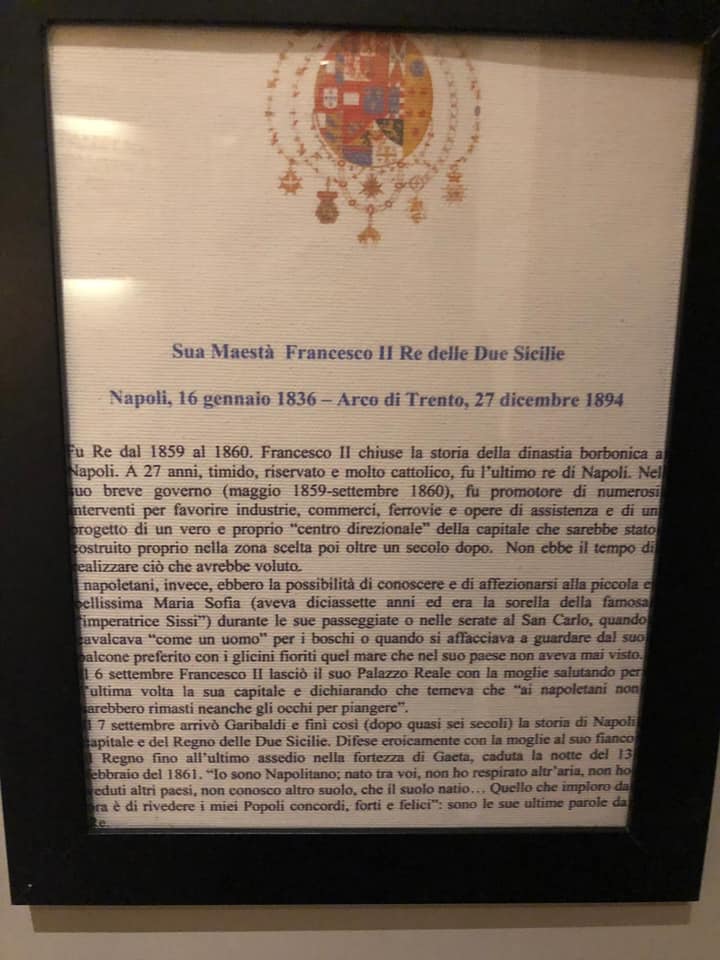 Sua Maestà Francesco II Re delle Due Sicilie
Napoli, 16 gennaio 1836 – Arco di Trento, 27 dicembre 1894
Fu Re dal 1859 al 1860. Francesco II chiuse la storia della dinastia borbonica a
Napoli. A 27 anni, timido, riservato e molto cattolico, fu l’ultimo re di Napoli. Nel
suo breve governo (maggio 1859-settembre 1860), fu promotore di numerosi
interventi per favorire industrie, commerci, ferrovie e opere di assistenza e di un
progetto di un vero e proprio “centro direzionale” della capitale che sarebbe stato
costruito proprio nella zona scelta poi oltre un secolo dopo. Non ebbe il tempo di
realizzare ciò che avrebbe voluto.
I napoletani, invece, ebbero la possibilità di conoscere e di affezionarsi alla piccola e
bellissima Maria Sofia (aveva diciassette anni ed era la sorella della famosa
“imperatrice Sissi”) durante le sue passeggiate o nelle serate al San Carlo, quando
cavalcava “come un uomo” per i boschi o quando si affacciava a guardare dal suo
balcone preferito con i glicini fioriti quel mare che nel suo paese non aveva mai visto.
Il 6 settembre Francesco II lasciò il suo Palazzo Reale con la moglie salutando per
l’ultima volta la sua capitale e dichiarando che temeva che “ai napoletani non
sarebbero rimasti neanche gli occhi per piangere”.
Il 7 settembre arrivò Garibaldi e finì così (dopo quasi sei secoli) la storia di Napoli
capitale e del Regno delle Due Sicilie. Difese eroicamente con la moglie al suo fianco
il Regno fino all’ultimo assedio nella fortezza di Gaeta, caduta la notte del 13
febbraio del 1861. “Io sono Napolitano; nato tra voi, non ho respirato altr’aria, non ho
veduti altri paesi, non conosco altro suolo, che il suolo natio… Quello che imploro da
ora è di rivedere i miei Popoli concordi, forti e felici”: sono le sue ultime parole da
Re.